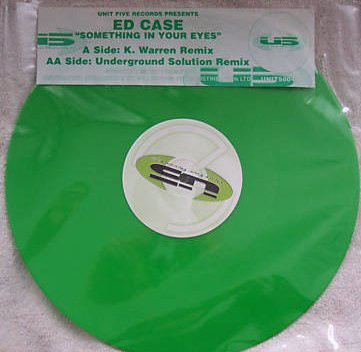 UNIT FIVE RECORDS PRESENTS
ED CASE
"SOMETHING IN YOUR EYES"
A Side: K. Warren Remix
AA Side: Underground Solution Remix